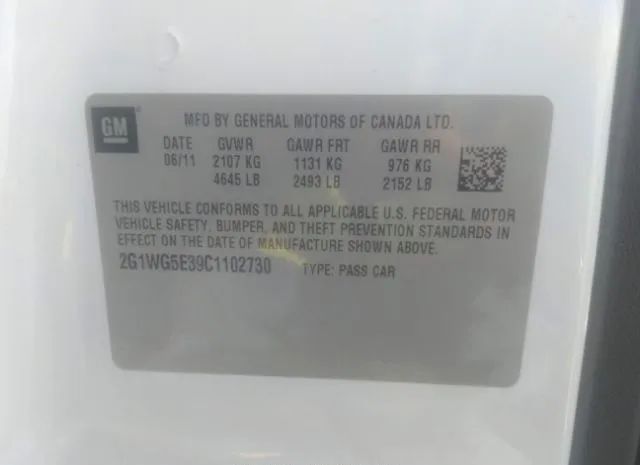 GM
MFD BY GENERAL MOTORS OF CANADA LTD.
DATE GVWR GAWR FRT GAWR RR
06/11 2107 KG 1131 KG 976 KG
4645 LB 2493 LB 2152 LB
THIS VEHICLE CONFORMS TO ALL APPLICABLE U.S. FEDERAL MOTOR
VEHICLE SAFETY, BUMPER, AND THEFT PREVENTION STANDARDS IN
EFFECT ON THE DATE OF MANUFACTURE SHOWN ABOVE.
2G1WG5E39C1102730 TYPE: PASS CAR